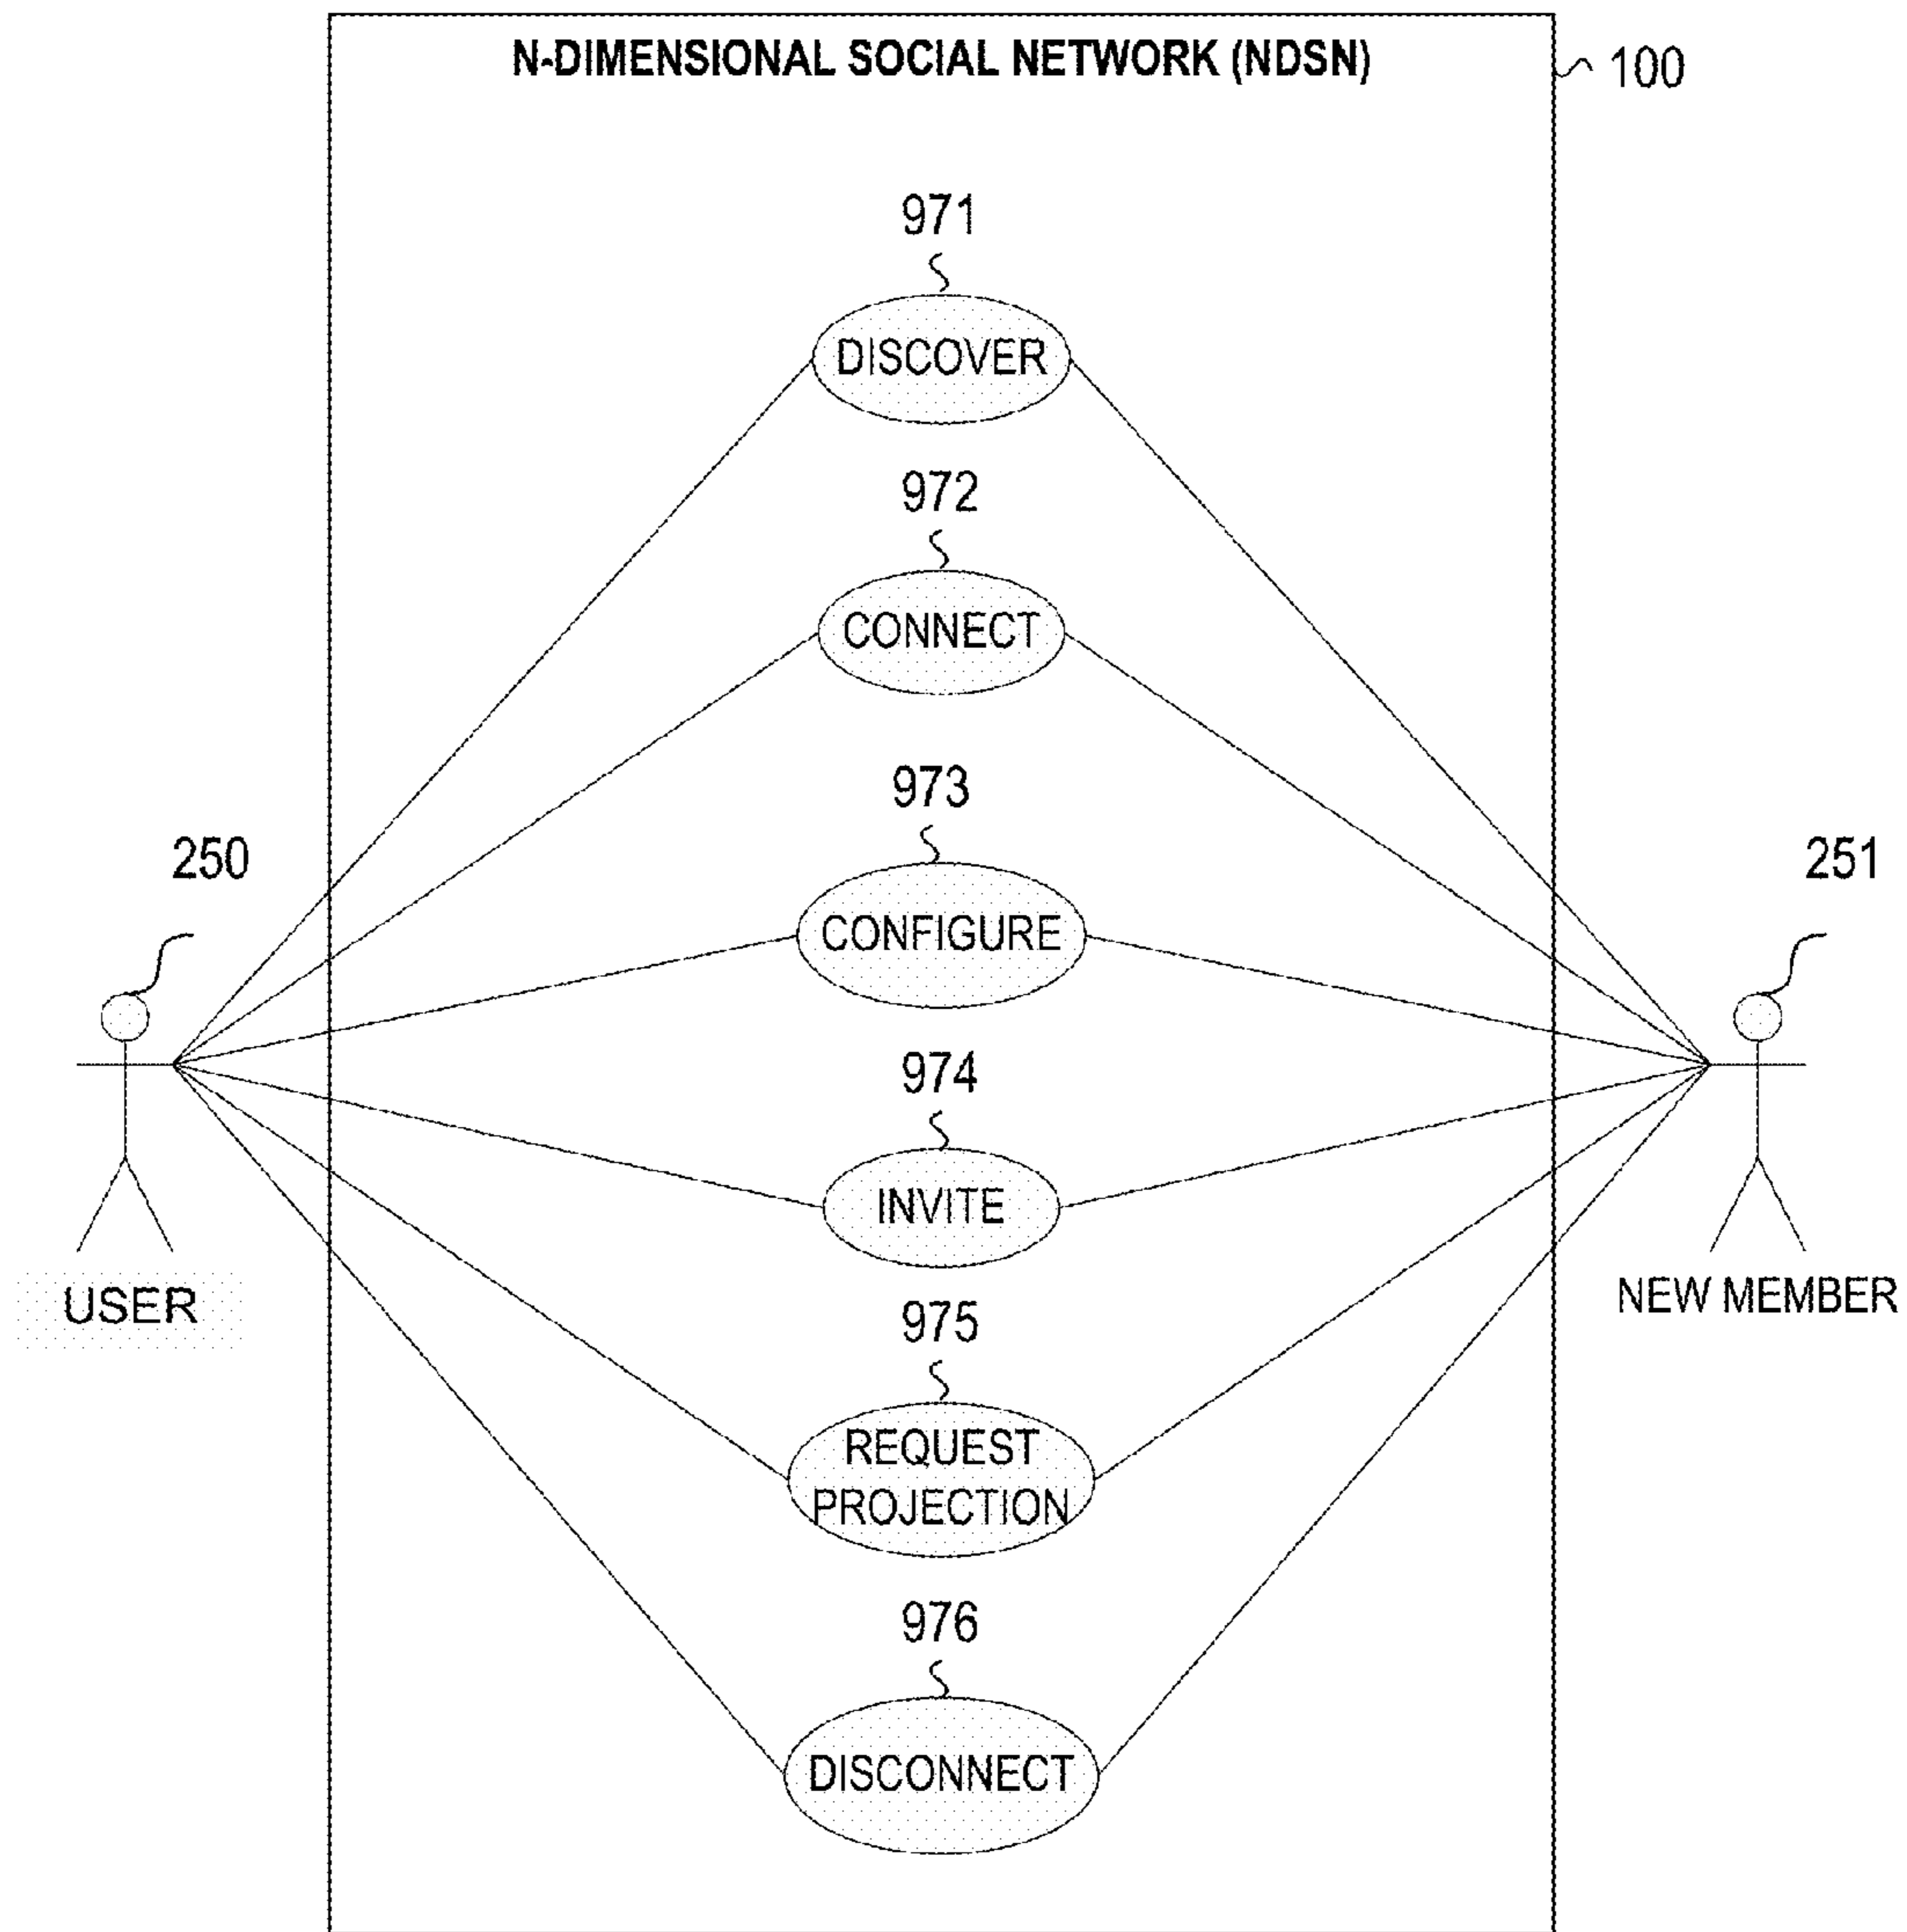 N-DIMENSIONAL SOCIAL NETWORK (NDSN)
100
971
DISCOVER
972
CONNECT
973
CONFIGURE
250
251
974
INVITE
USER
NEW MEMBER
975
REQUEST
PROJECTION
976
DISCONNECT